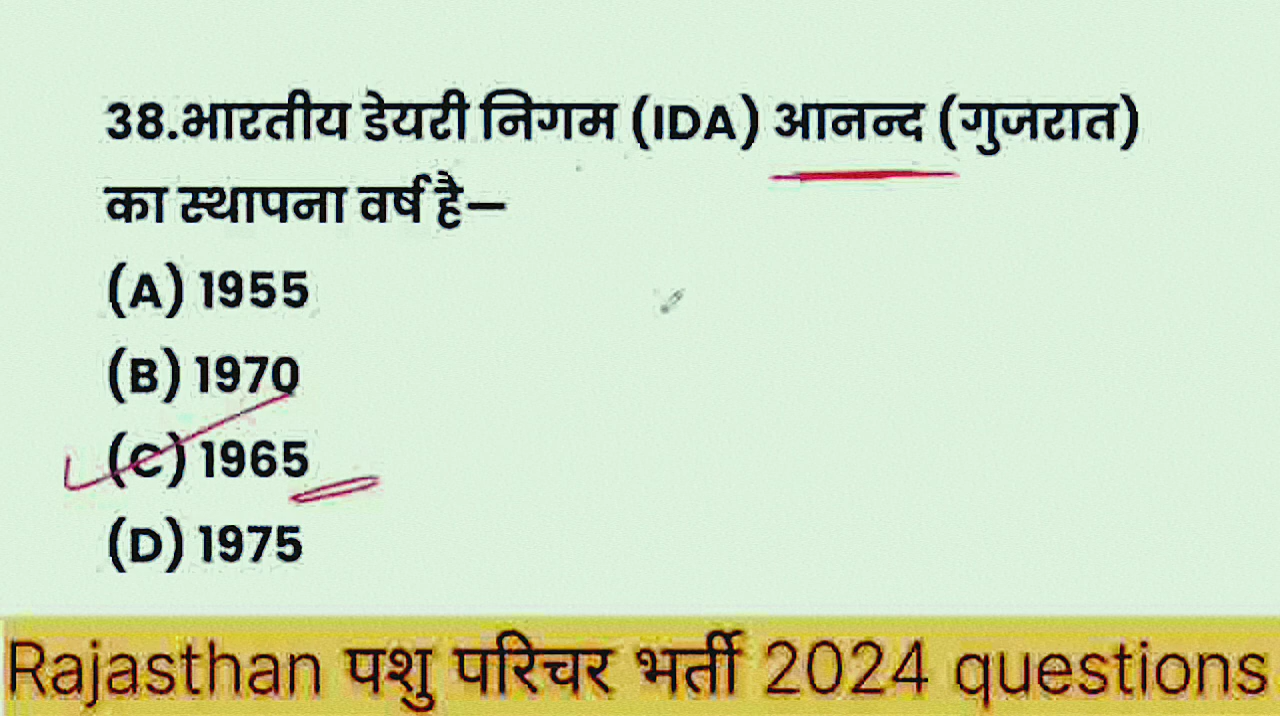 38.भारतीय डेयरी निगम (IDA) आनन्द (गुजरात)
का स्थापना वर्ष है—
(A) 1955
(B) 1970
(C) 1965
(D) 1975
Rajasthan पशु परिचर भर्ती 2024 questions